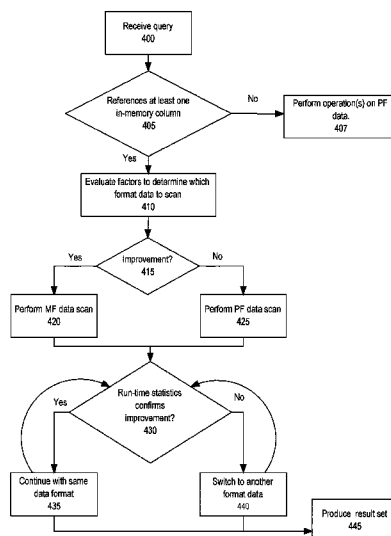 Receive query
400
References at least one
in-memory column
405
No
Perform operation(s) on PF
data.
407
Yes
Evaluate factors to determine which
format data to scan
410
Yes
Improvement?
415
No
Perform MF data scan
420
Perform PF data scan
425
Run-time statistics
confirms
improvement?
430
Yes
No
Continue with same
data format
435
Switch to another
format data
440
Produce result set
445